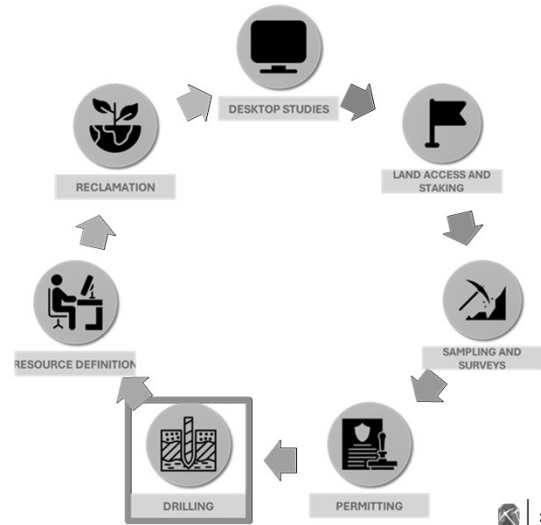 DESKTOP STUDIES
LAND ACCESS AND
STAKING
SAMPLING AND
SURVEYS
PERMITTING
DRILLING
RESOURCE DEFINITION
RECLAMATION